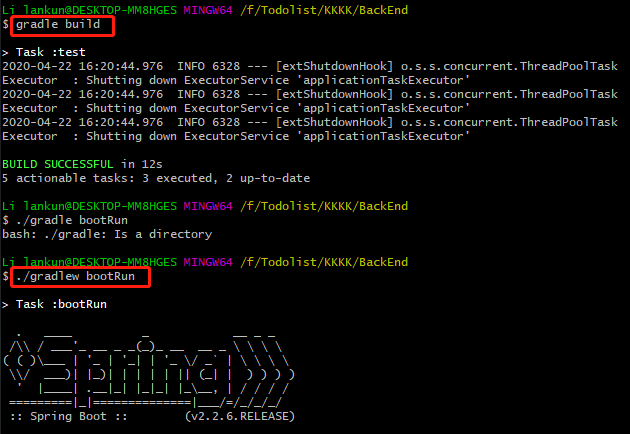 Li lankun@DESKTOP-MM8HGES MINGW64 /f/Todolist/KKKK/BackEnd
$ gradle build

> Task :test
2020-04-22 16:20:44.976  INFO 6328 --- [extShutdownHook] o.s.s.concurrent.ThreadPoolTask
Executor  : Shutting down ExecutorService 'applicationTaskExecutor'
2020-04-22 16:20:44.976  INFO 6328 --- [extShutdownHook] o.s.s.concurrent.ThreadPoolTask
Executor  : Shutting down ExecutorService 'applicationTaskExecutor'
2020-04-22 16:20:44.976  INFO 6328 --- [extShutdownHook] o.s.s.concurrent.ThreadPoolTask
Executor  : Shutting down ExecutorService 'applicationTaskExecutor'

BUILD SUCCESSFUL in 12s
5 actionable tasks: 3 executed, 2 up-to-date

Li lankun@DESKTOP-MM8HGES MINGW64 /f/Todolist/KKKK/BackEnd
$ ./gradle bootRun
bash: ./gradle: Is a directory

Li lankun@DESKTOP-MM8HGES MINGW64 /f/Todolist/KKKK/BackEnd
$ ./gradlew bootRun

> Task :bootRun

  .   ____          _            __ _ _
 /\\ / ___'_ __ _ _(_)_ __  __ _ \ \ \ \
( ( )\___ | '_ | '_| | '_ \/ _` | \ \ \ \
 \\/  ___)| |_)| | | | | || (_| |  ) ) ) )
  '  |____| .__|_| |_|_| |_\__, | / / / /
 =========|_|==============|___/=/_/_/_/
 :: Spring Boot ::        (v2.2.6.RELEASE)